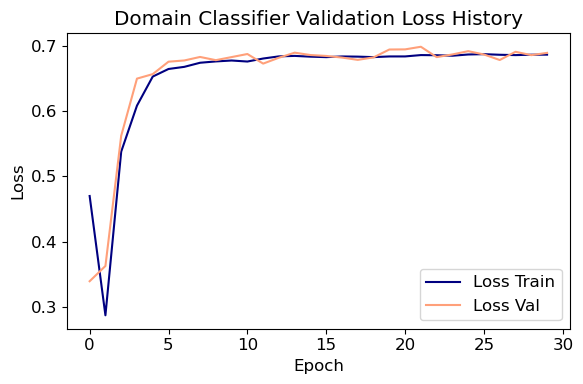 Domain Classifier Validation Loss History
Loss
0.7
0.6
0.5
0.4
0.3
Loss Train
Loss Val
0 5 10 15 20 25 30
Epoch